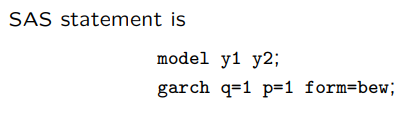 SAS statement is
model y1 y2;
garch q=1 p=1 form=bew;